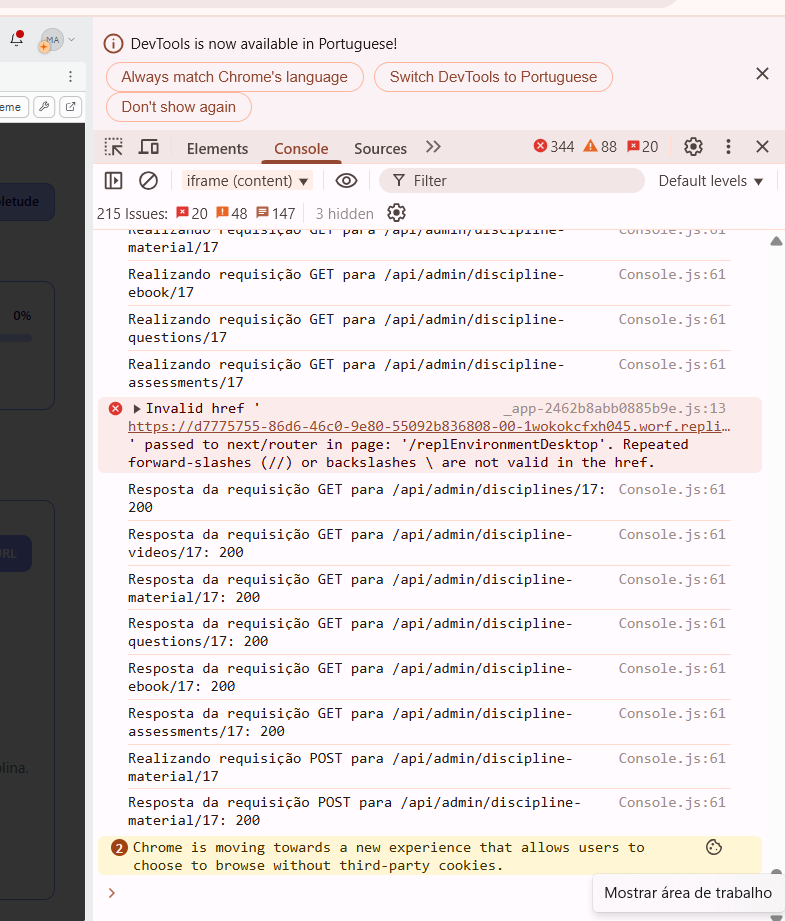 DevTools is now available in Portuguese!
Always match Chrome's language
Switch DevTools to Portuguese
Don't show again
MA
eme
Elements
Console
Sources
344
88
20
iframe (content)
Filter
Default levels
215 Issues:
20
48
147
3 hidden
letude
0%
RL
lina.
Realizando requisição GET para /api/admin/discipline- Console.js:61
material/17
Realizando requisição GET para /api/admin/discipline- Console.js:61
ebook/17
Realizando requisição GET para /api/admin/discipline- Console.js:61
questions/17
Realizando requisição GET para /api/admin/discipline- Console.js:61
assessments/17
Invalid href ' _app-2462b8abb0885b9e.js:13
https://d7775755-86d6-46c0-9e80-55092b836808-00-1wokokcfxh045.worf.repli…
' passed to next/router in page: '/replEnvironmentDesktop'. Repeated
forward-slashes (//) or backslashes \ are not valid in the href.
Resposta da requisição GET para /api/admin/disciplines/17: Console.js:61
200
Resposta da requisição GET para /api/admin/discipline- Console.js:61
videos/17: 200
Resposta da requisição GET para /api/admin/discipline- Console.js:61
material/17: 200
Resposta da requisição GET para /api/admin/discipline- Console.js:61
questions/17: 200
Resposta da requisição GET para /api/admin/discipline- Console.js:61
ebook/17: 200
Resposta da requisição GET para /api/admin/discipline- Console.js:61
assessments/17: 200
Realizando requisição POST para /api/admin/discipline- Console.js:61
material/17
Resposta da requisição POST para /api/admin/discipline- Console.js:61
material/17: 200
2 Chrome is moving towards a new experience that allows users to
choose to browse without third-party cookies.
Mostrar área de trabalho